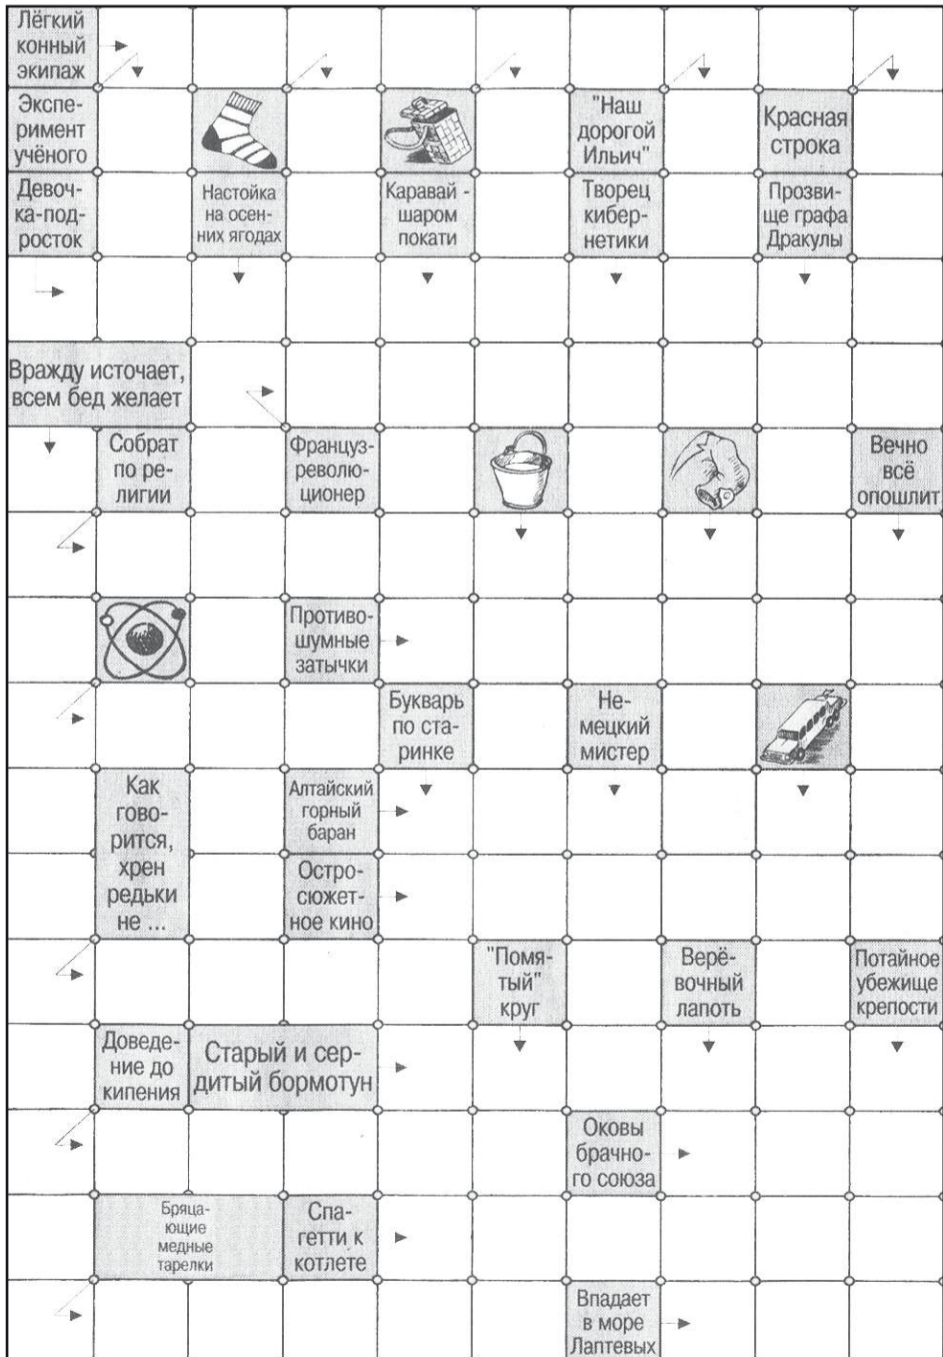 Лёгкий
конный
экипаж
Экспе-
римент
учёного
"Наш
дорогой
Ильич"
Красная
строка
Девоч-
ка-под-
росток
Настойка
на осен-
них ягодах
Каравай -
шаром
покати
Творец
кибер-
нетики
Прозви-
ще графа
Дракулы
Вражду источает,
всем бед желает
Собрат
по ре-
лигии
Француз-
револю-
ционер
Вечно
всё
опошлит
Противо-
шумные
затычки
Букварь
по ста-
ринке
Не-
мецкий
мистер
Как
гово-
рится,
хрен
редьки
не ...
Алтайский
горный
баран
Остро-
сюжет-
ное кино
"Помя-
тый"
круг
Верё-
вочный
лапоть
Потайное
убежище
крепости
Доведе-
ние до
кипения
Старый и сер-
дитый бормотун
Оковы
брачно-
го союза
Бряца-
ющие
медные
тарелки
Спа-
гетти к
котлете
Впадает
в море
Лаптевых